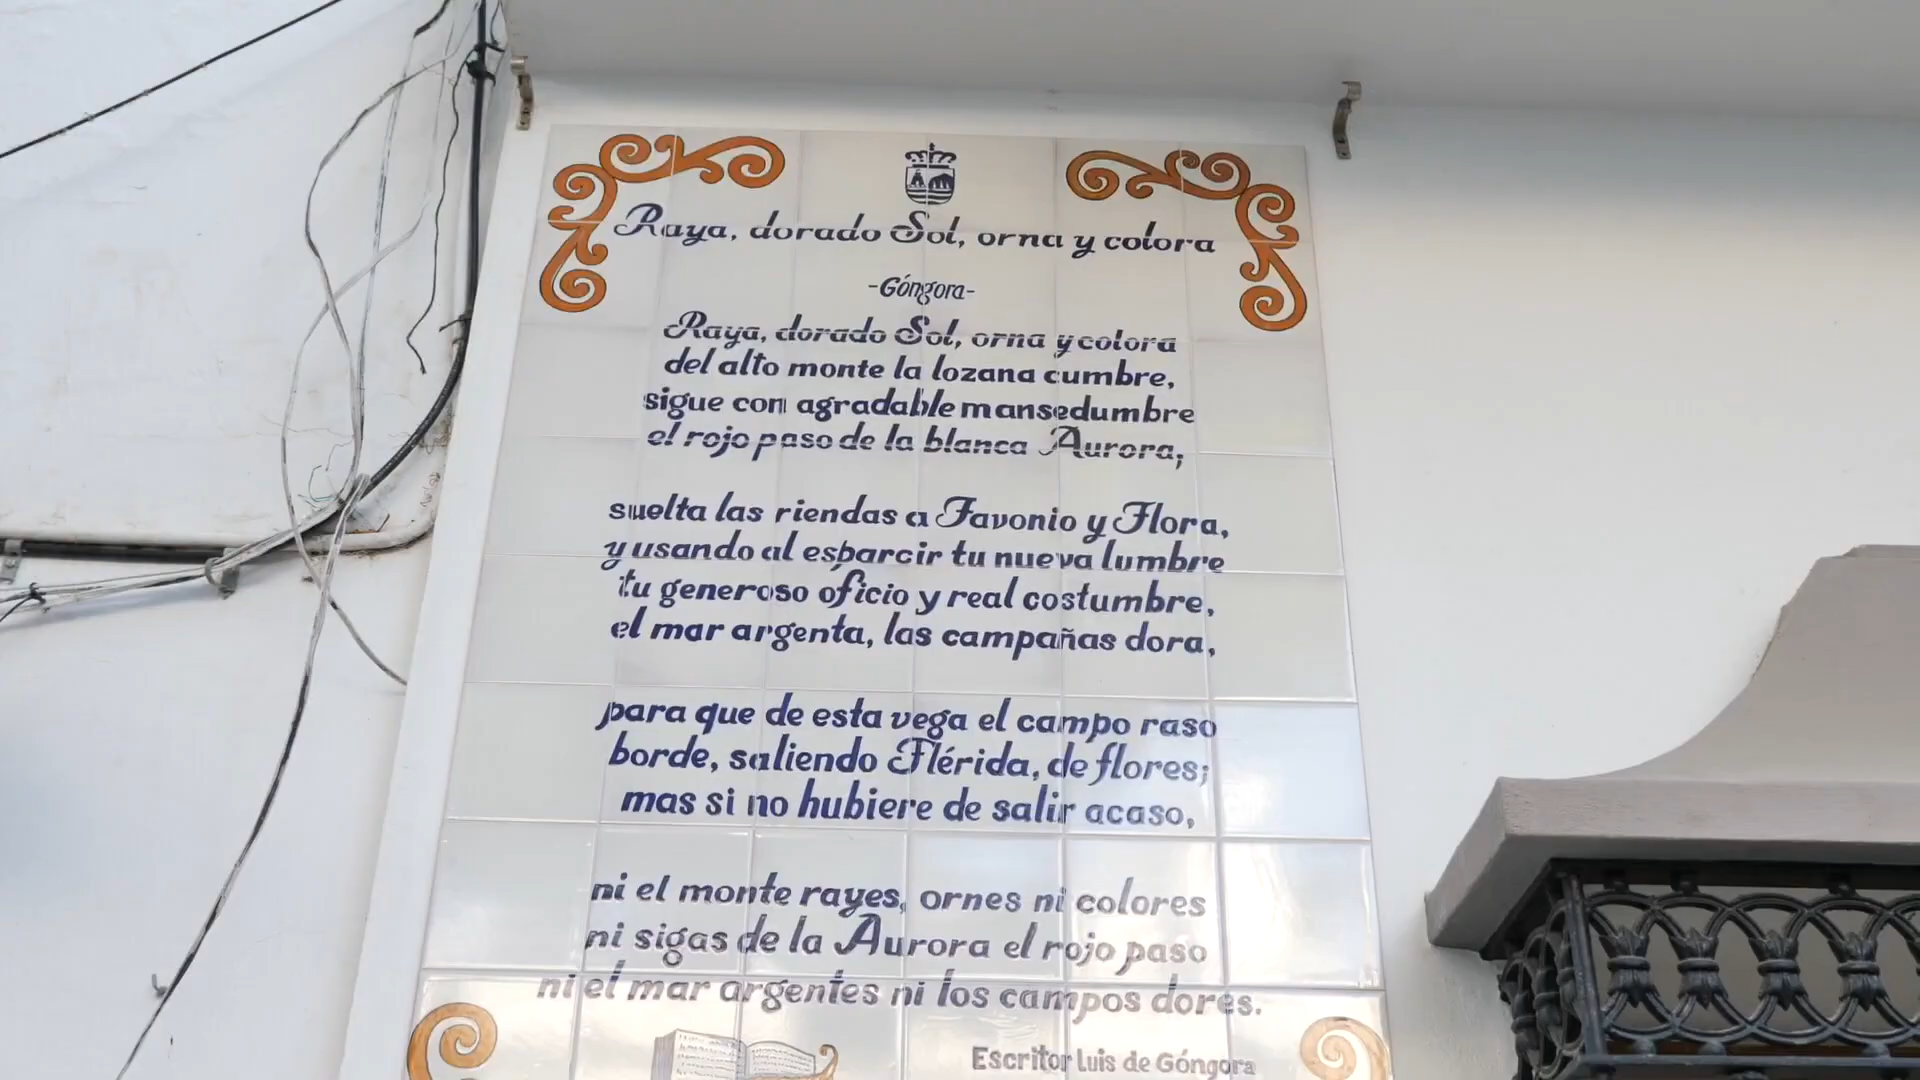 Raya, dorado Sol, orna y colora
-Góngora-
Raya, dorado Sol, orna y colora
del alto monte la lozana cumbre,
sigue con agradable mansedumbre
el rojo paso de la blanca Aurora;
suelta las riendas a Favonio y Flora,
y usando al esparcir tu nueva lumbre
tu generoso oficio y real costumbre,
el mar argenta, las campañas dora,
para que de esta vega el campo raso
borde, saliendo Flérida, de flores;
mas si no hubiere de salir acaso,
ni el monte rayes, ornes ni colores
ni sigas de la Aurora el rojo paso
ni el mar argentes ni los campos dores.
Escritor Luis de Góngora